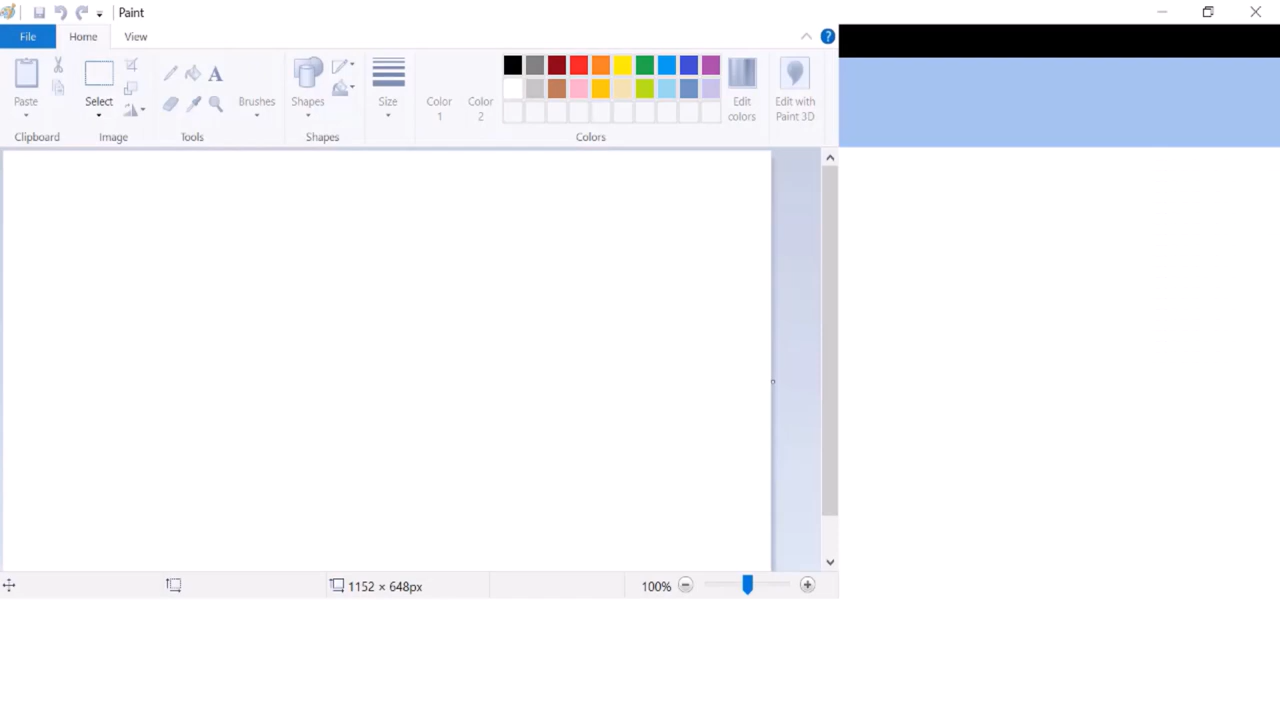 Paint
File Home View
Paste Select Brushes Shapes Size Color 1 Color 2 Edit colors Edit with Paint 3D
Clipboard Image Tools Shapes Colors
1152 × 648px 100%